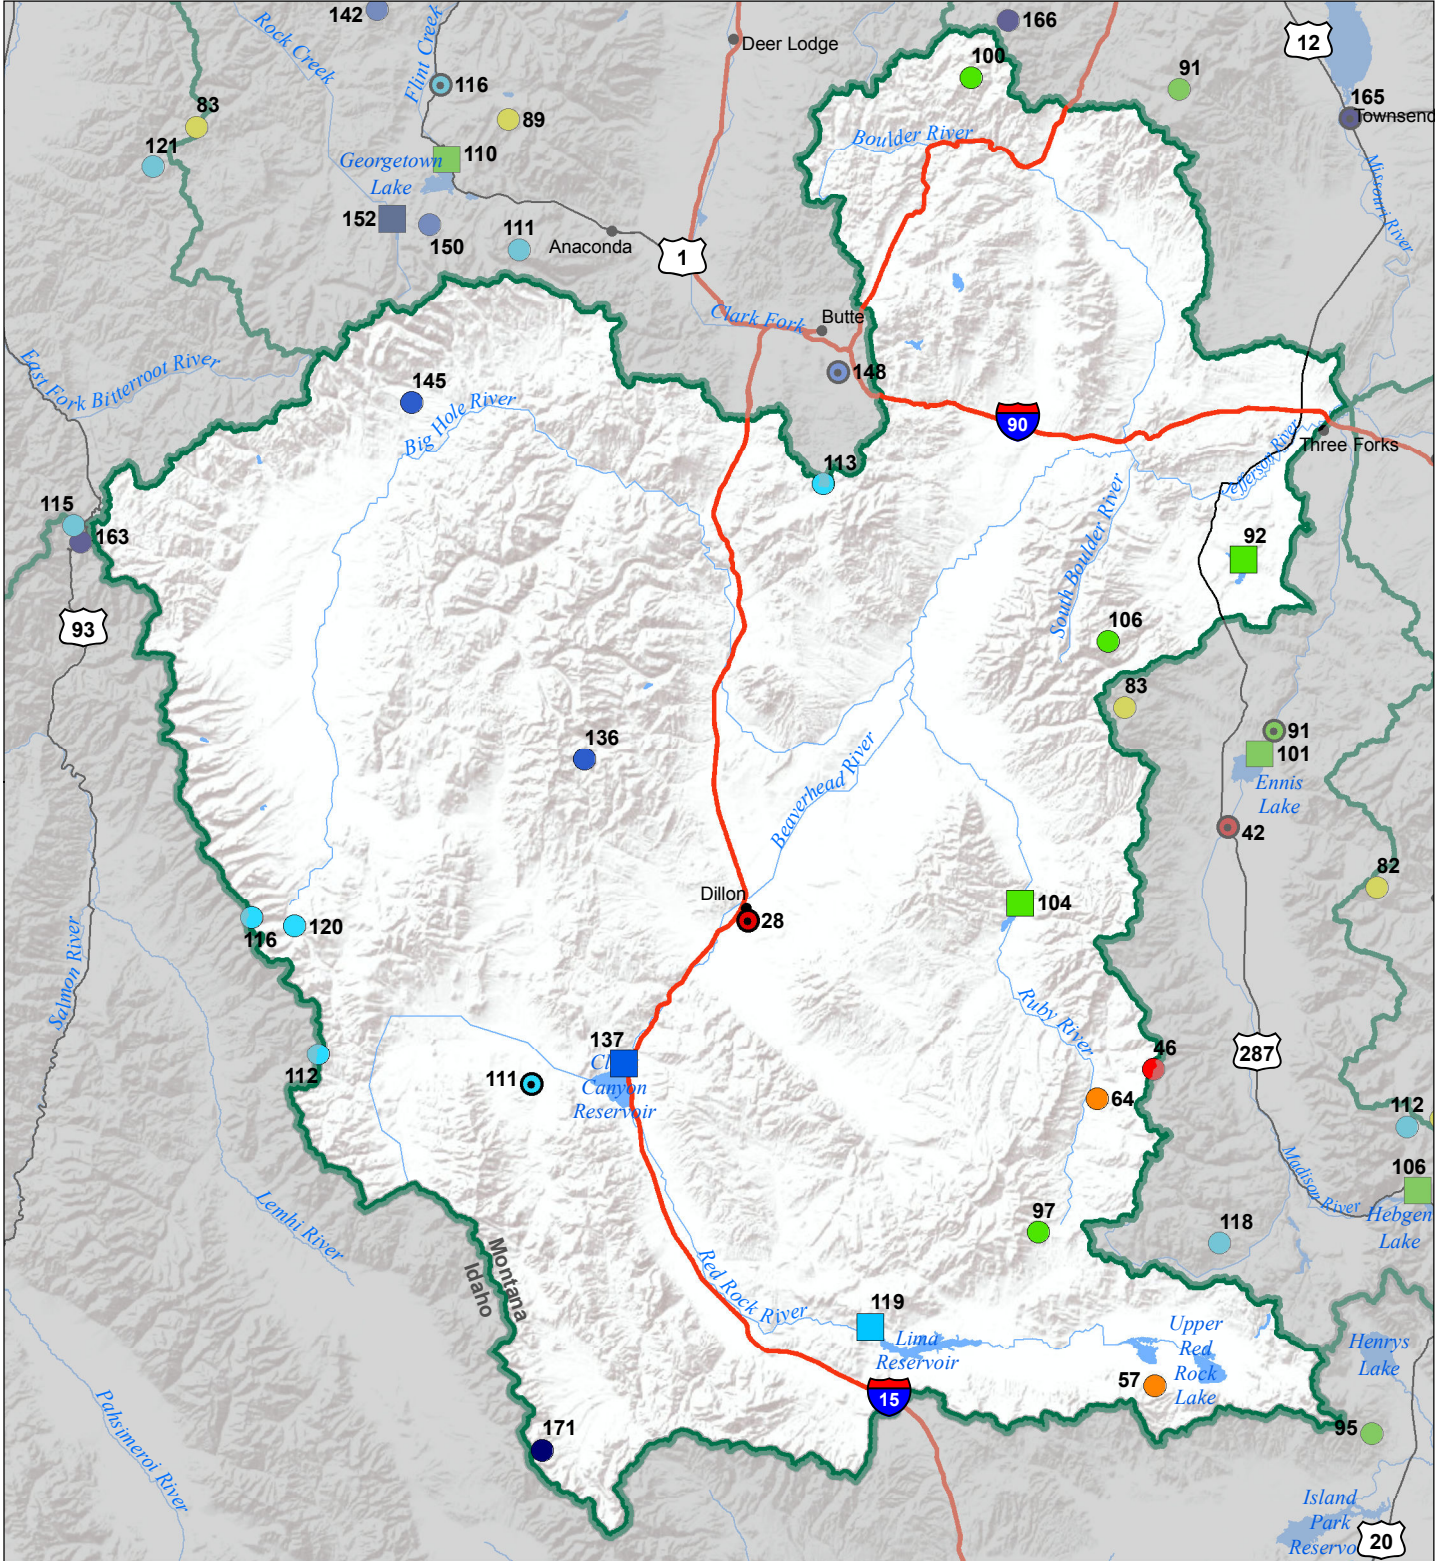 142
Rock Creek
Flint Creek
Deer Lodge
166
12
100
91
116
83
89
165
Townsend
121
110
Georgetown
Lake
Boulder River
152
150
111
Anaconda
1
Missouri River
Clark Fork
Butte
East Fork Bitterroot River
148
145
Big Hole River
90
Three Forks
113
Jefferson River
115
163
South Boulder River
92
93
106
83
136
91
101
Ennis
Lake
Beaverhead River
42
82
Dillon
28
104
116
120
Salmon River
Ruby River
137
Canyon
Reservoir
112
111
46
287
64
112
Madison River
106
Hebgen
Lake
Lemhi River
97
118
Montana
Idaho
Red Rock River
119
Lima
Reservoir
Upper
Red
Rock
Lake
Henrys
Lake
57
15
Pahsimeroi River
171
95
Island
Park
Reservo
20